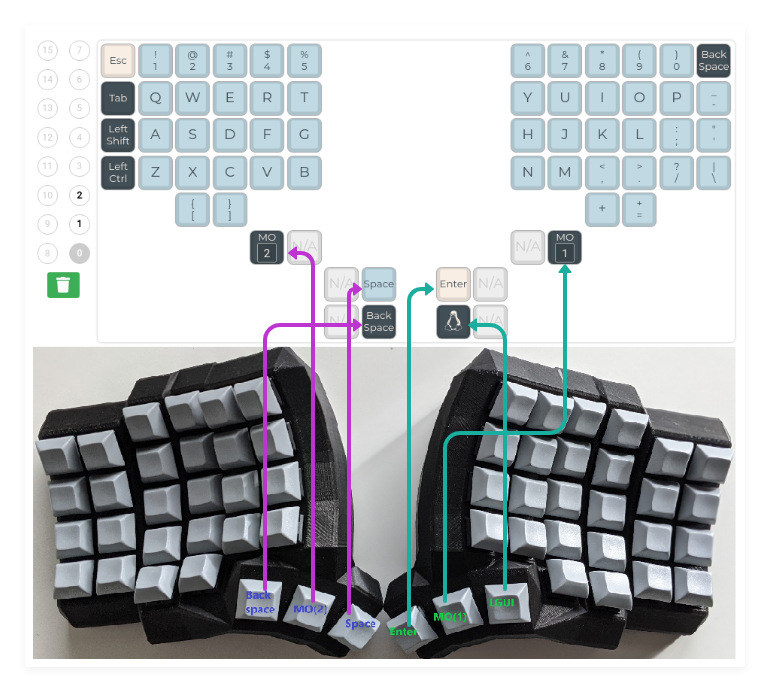 15 7
14 6
13 5
12 4
11 3
10 2
9 1
8 0
Esc ! 1 @ 2 # 3 $ 4 % 5 ^ 6 & 7 * 8 ( 9 ) 0 Back Space
Tab Q W E R T Y U I O P _ -
Left Shift A S D F G H J K L : ; " '
Left Ctrl Z X C V B N M < , > . ? / | \
{ [ } ] + + =
MO 2 N/A N/A MO 1
N/A Space Enter N/A
N/A Back Space N/A
Back space MO(2) Space Enter MO(1) LGUI